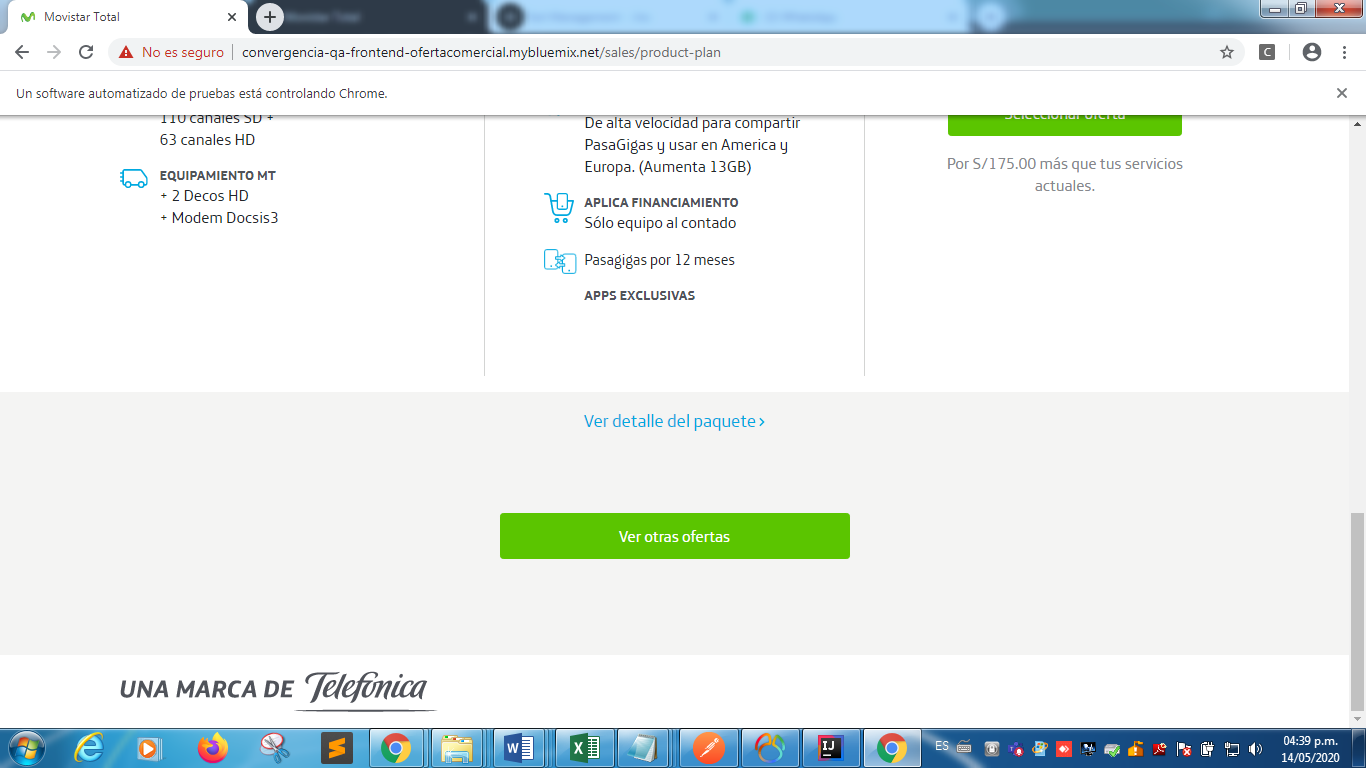 Movistar Total
Movistar Total
No es seguro
convergencia-qa-frontend-ofertacomercial.mybluemix.net/sales/product-plan
C
Un software automatizado de pruebas está controlando Chrome.
110 canales SD +
63 canales HD
EQUIPAMIENTO MT
+ 2 Decos HD
+ Modem Docsis3
De alta velocidad para compartir
PasaGigas y usar en America y
Europa. (Aumenta 13GB)
APLICA FINANCIAMIENTO
Sólo equipo al contado
Pasagigas por 12 meses
APPS EXCLUSIVAS
Seleccionar oferta
Por S/175.00 más que tus servicios
actuales.
Ver detalle del paquete ›
Ver otras ofertas
UNA MARCA DE Telefónica
IJ
ES
04:39 p.m.
14/05/2020